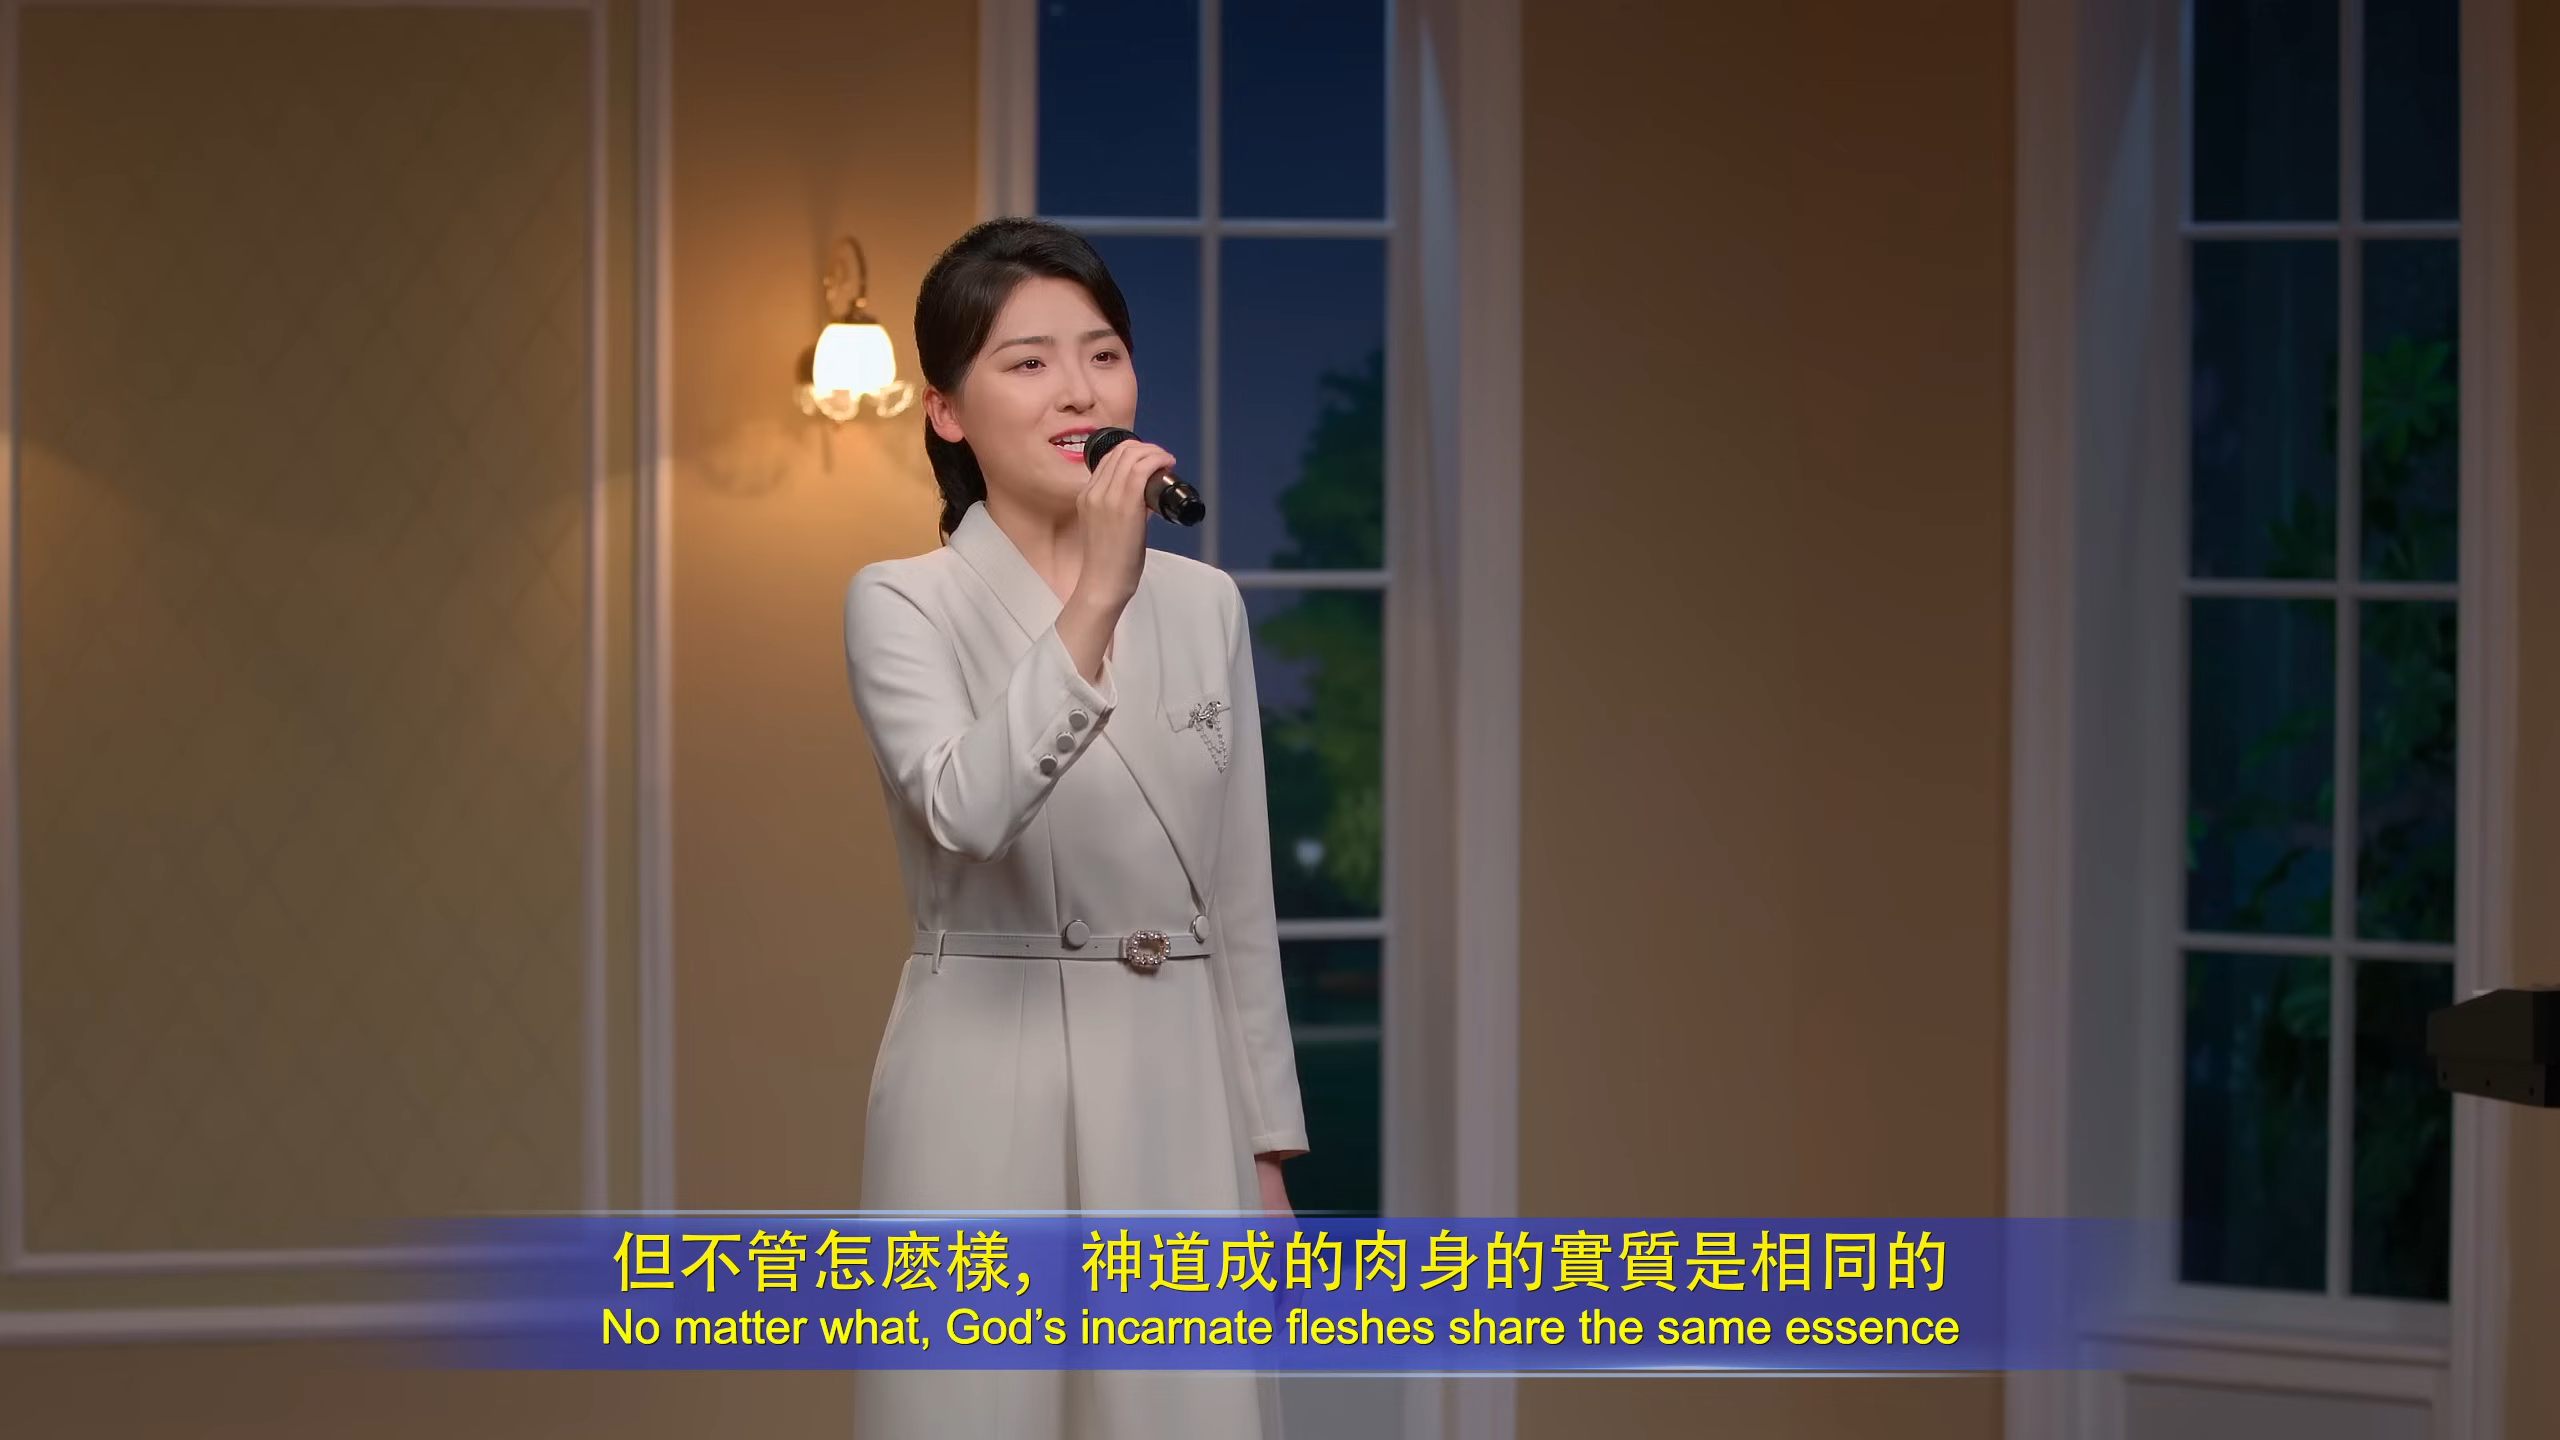 但不管怎麽樣，神道成的肉身的實質是相同的
No matter what, God’s incarnate fleshes share the same essence